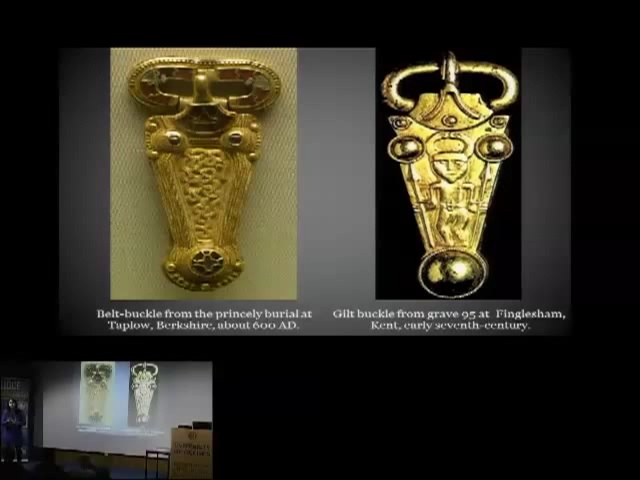 Belt-buckle from the princely burial at
Taplow, Berkshire, about 600 AD.
Gilt buckle from grave 95 at Finglesham,
Kent, early seventh-century.
UNIVERSITY